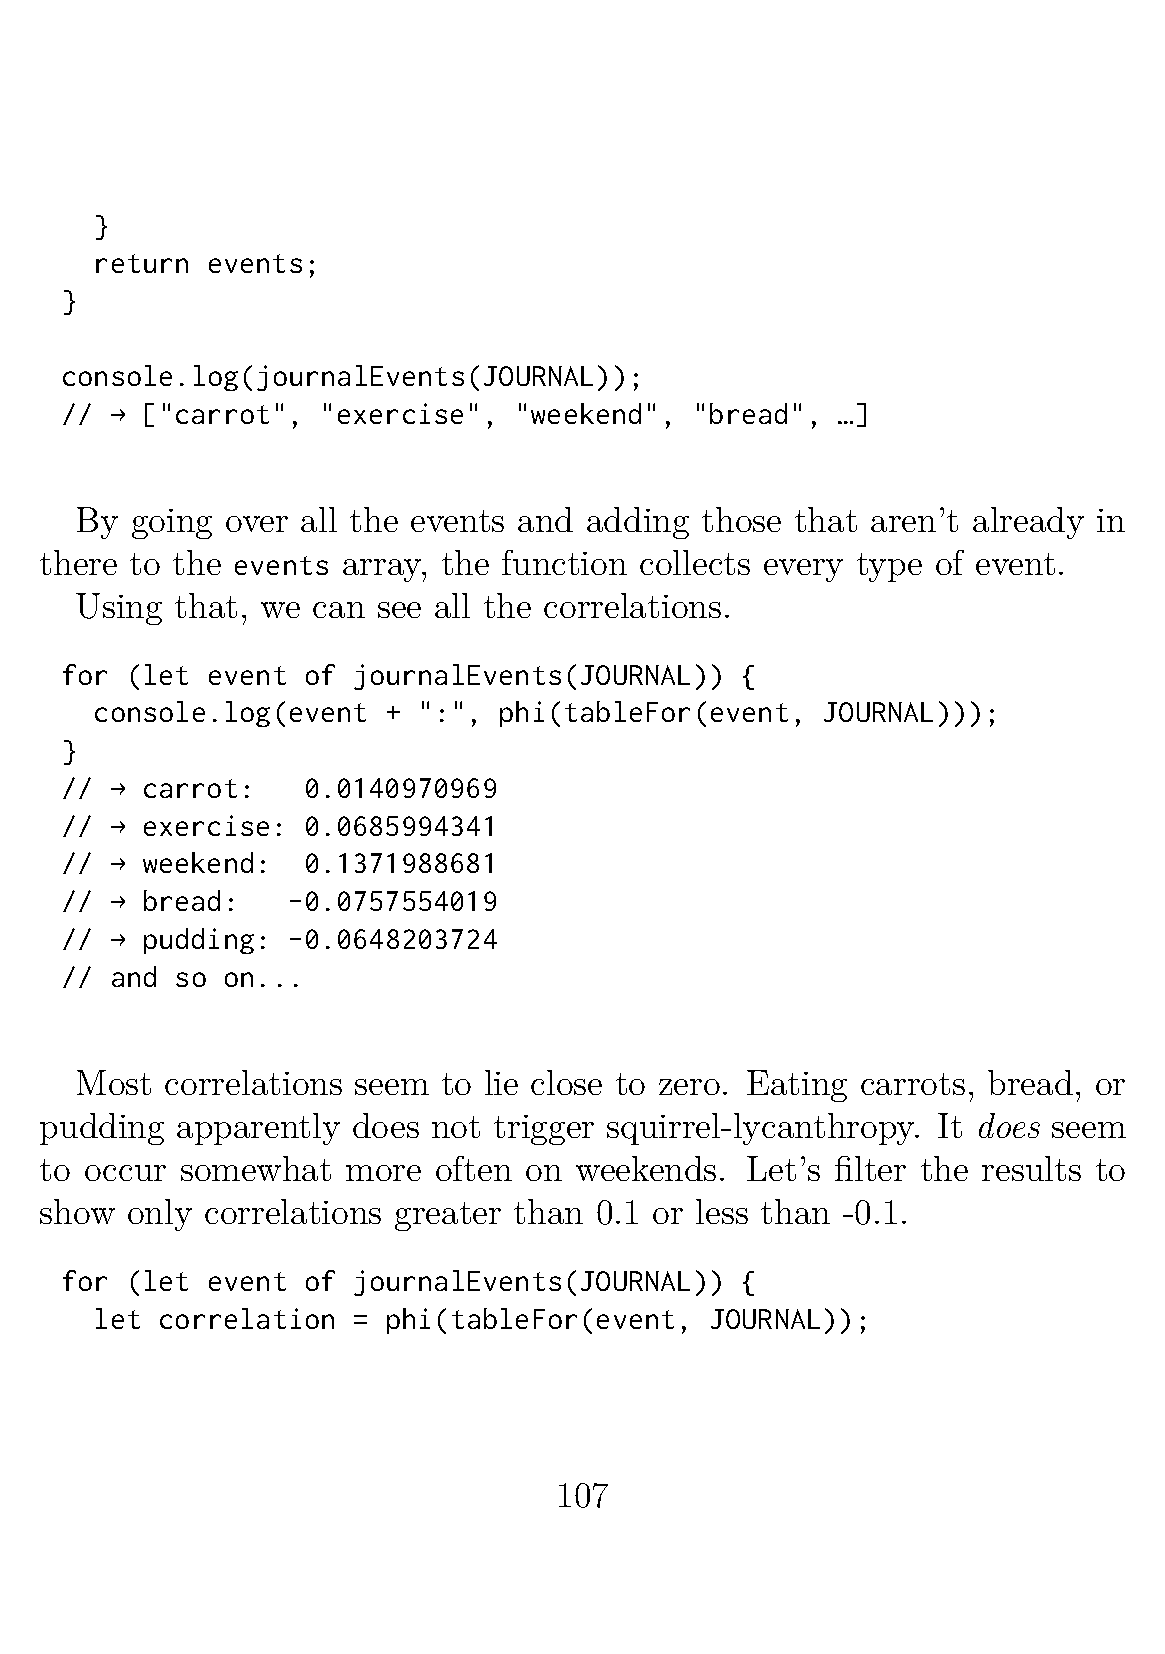 }
  return events;
}
console.log(journalEvents(JOURNAL));
// → ["carrot", "exercise", "weekend", "bread", …]
By going over all the events and adding those that aren't already in
there to the events array, the function collects every type of event.
Using that, we can see all the correlations.
for (let event of journalEvents(JOURNAL)) {
  console.log(event + ":", phi(tableFor(event, JOURNAL)));
}
// → carrot:   0.0140970969
// → exercise: 0.0685994341
// → weekend:  0.1371988681
// → bread:   -0.0757554019
// → pudding: -0.0648203724
// and so on...
Most correlations seem to lie close to zero. Eating carrots, bread, or
pudding apparently does not trigger squirrel-lycanthropy. It does seem
to occur somewhat more often on weekends. Let's filter the results to
show only correlations greater than 0.1 or less than -0.1.
for (let event of journalEvents(JOURNAL)) {
  let correlation = phi(tableFor(event, JOURNAL));
107